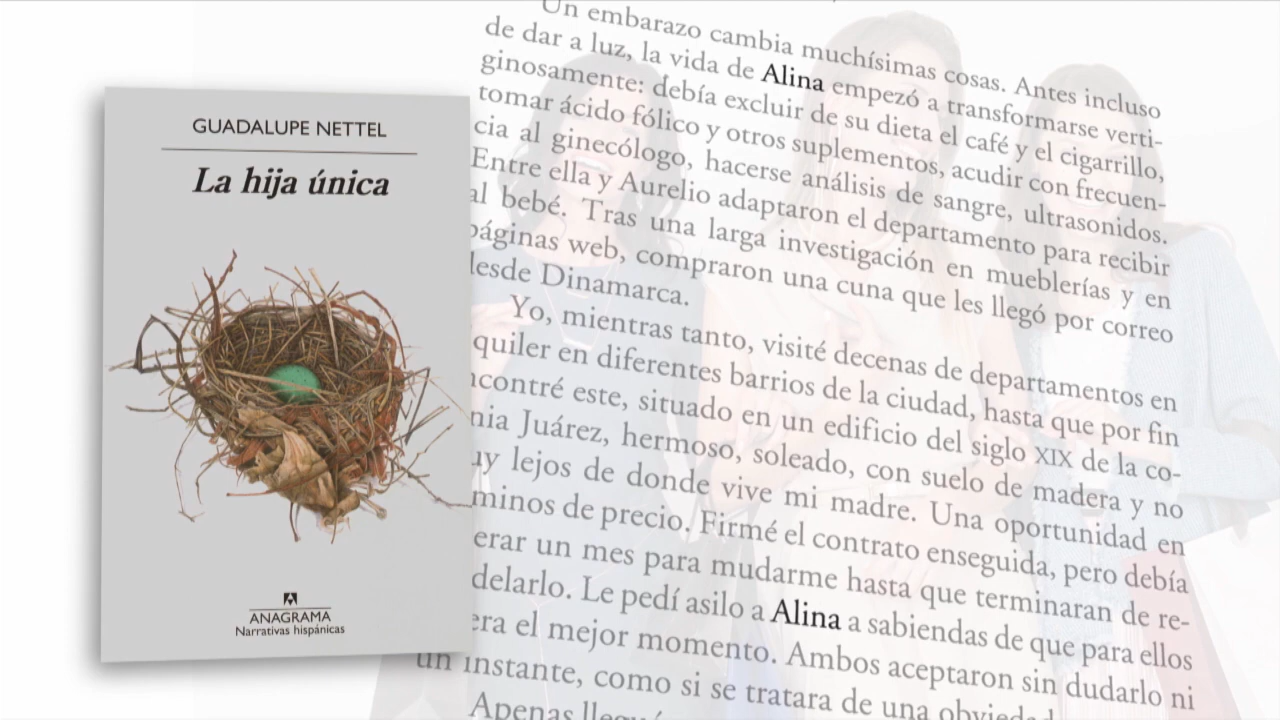 GUADALUPE NETTEL
La hija única
ANAGRAMA
Narrativas hispánicas
Un embarazo cambia muchísimas cosas. Antes incluso
de dar a luz, la vida de Alina empezó a transformarse verti-
ginosamente: debía excluir de su dieta el café y el cigarrillo,
tomar ácido fólico y otros suplementos, acudir con frecuen-
cia al ginecólogo, hacerse análisis de sangre, ultrasonidos.
Entre ella y Aurelio adaptaron el departamento para recibir
al bebé. Tras una larga investigación en mueblerías y en
páginas web, compraron una cuna que les llegó por correo
desde Dinamarca.
Yo, mientras tanto, visité decenas de departamentos en
quiler en diferentes barrios de la ciudad, hasta que por fin
ncontré este, situado en un edificio del siglo XIX de la co-
nia Juárez, hermoso, soleado, con suelo de madera y no
uy lejos de donde vive mi madre. Una oportunidad en
minos de precio. Firmé el contrato enseguida, pero debía
erar un mes para mudarme hasta que terminaran de re-
delarlo. Le pedí asilo a Alina a sabiendas de que para ellos
era el mejor momento. Ambos aceptaron sin dudarlo ni
un instante, como si se tratara de una obviedad
Apenas llegué